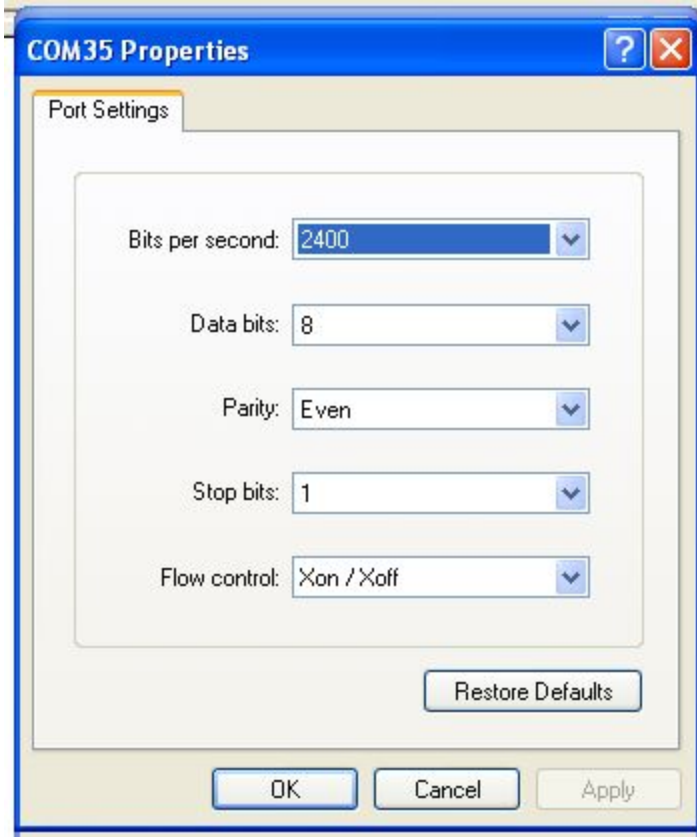 COM35 Properties
Port Settings
Bits per second: 2400
Data bits: 8
Parity: Even
Stop bits: 1
Flow control: Xon / Xoff
Restore Defaults
OK Cancel Apply